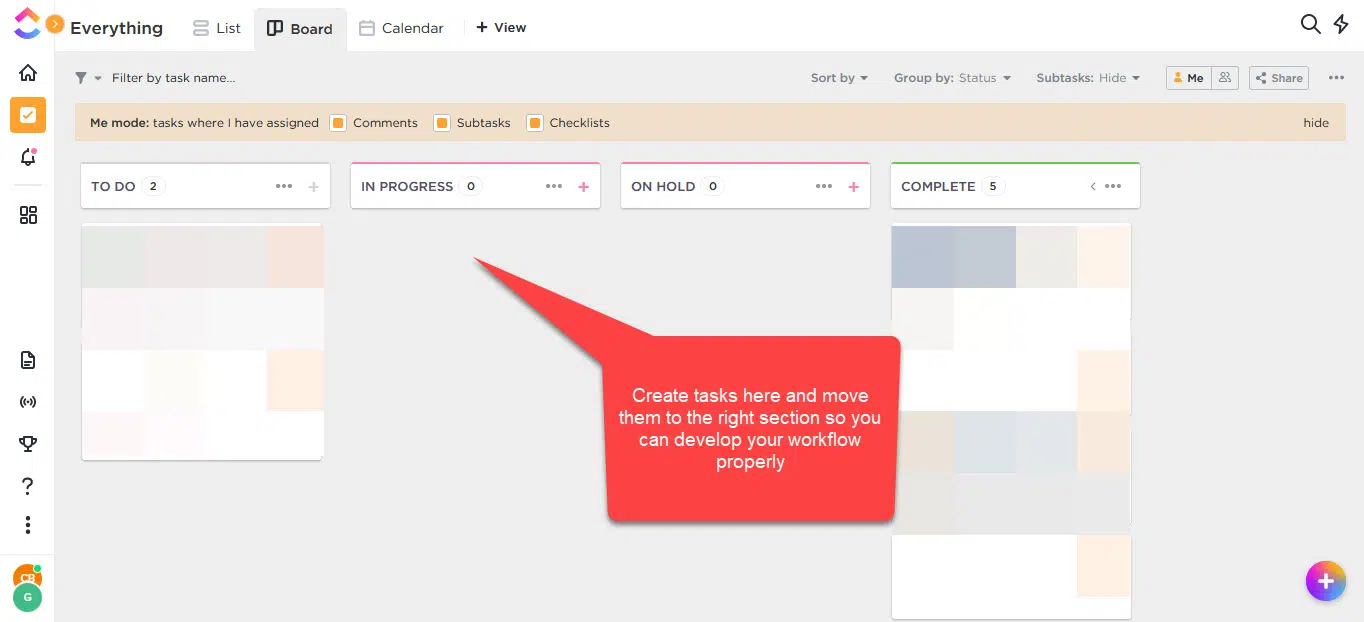 Everything
List
Board
Calendar
+ View
Filter by task name...
Sort by
Group by: Status
Subtasks: Hide
Me
Share
Me mode: tasks where I have assigned
Comments
Subtasks
Checklists
hide
TO DO 2
IN PROGRESS 0
ON HOLD 0
COMPLETE 5
Create tasks here and move
them to the right section so you
can develop your workflow
properly
CB
G